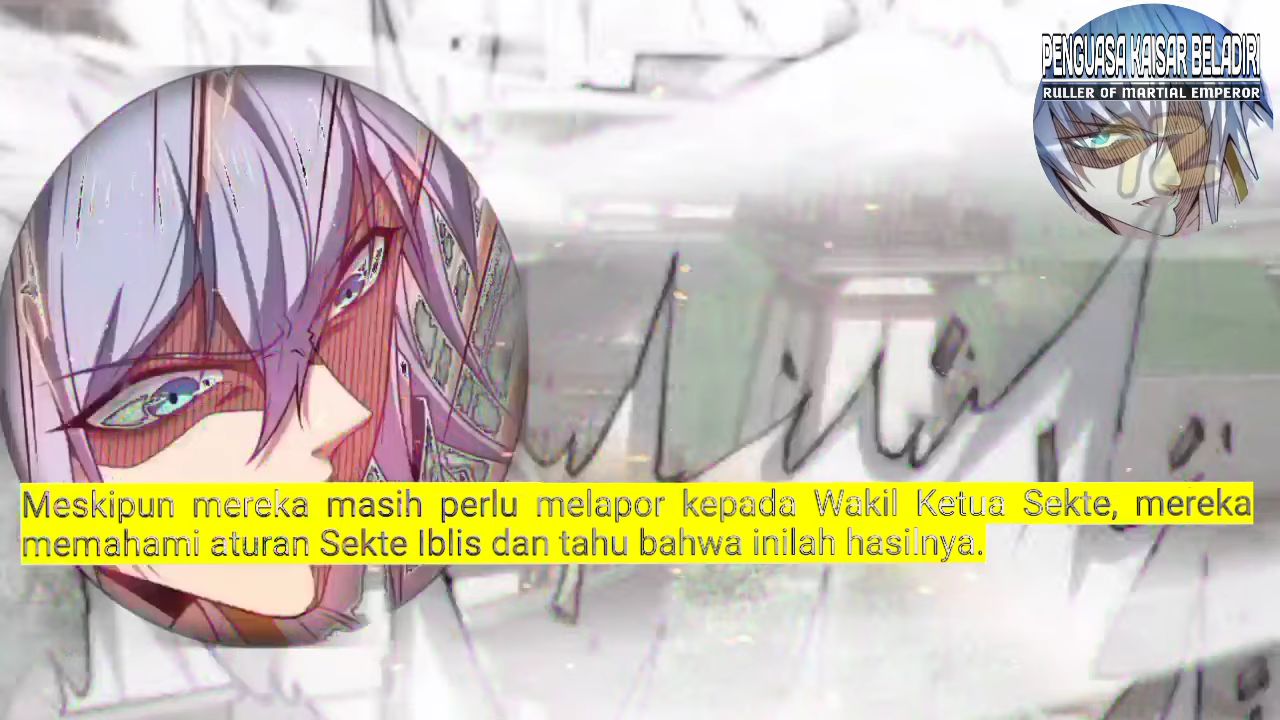 PENGUASA KAISAR BELADIRI
RULLER OF MARTIAL EMPEROR
Meskipun mereka masih perlu melapor kepada Wakil Ketua Sekte, mereka
memahami aturan Sekte Iblis dan tahu bahwa inilah hasilnya.